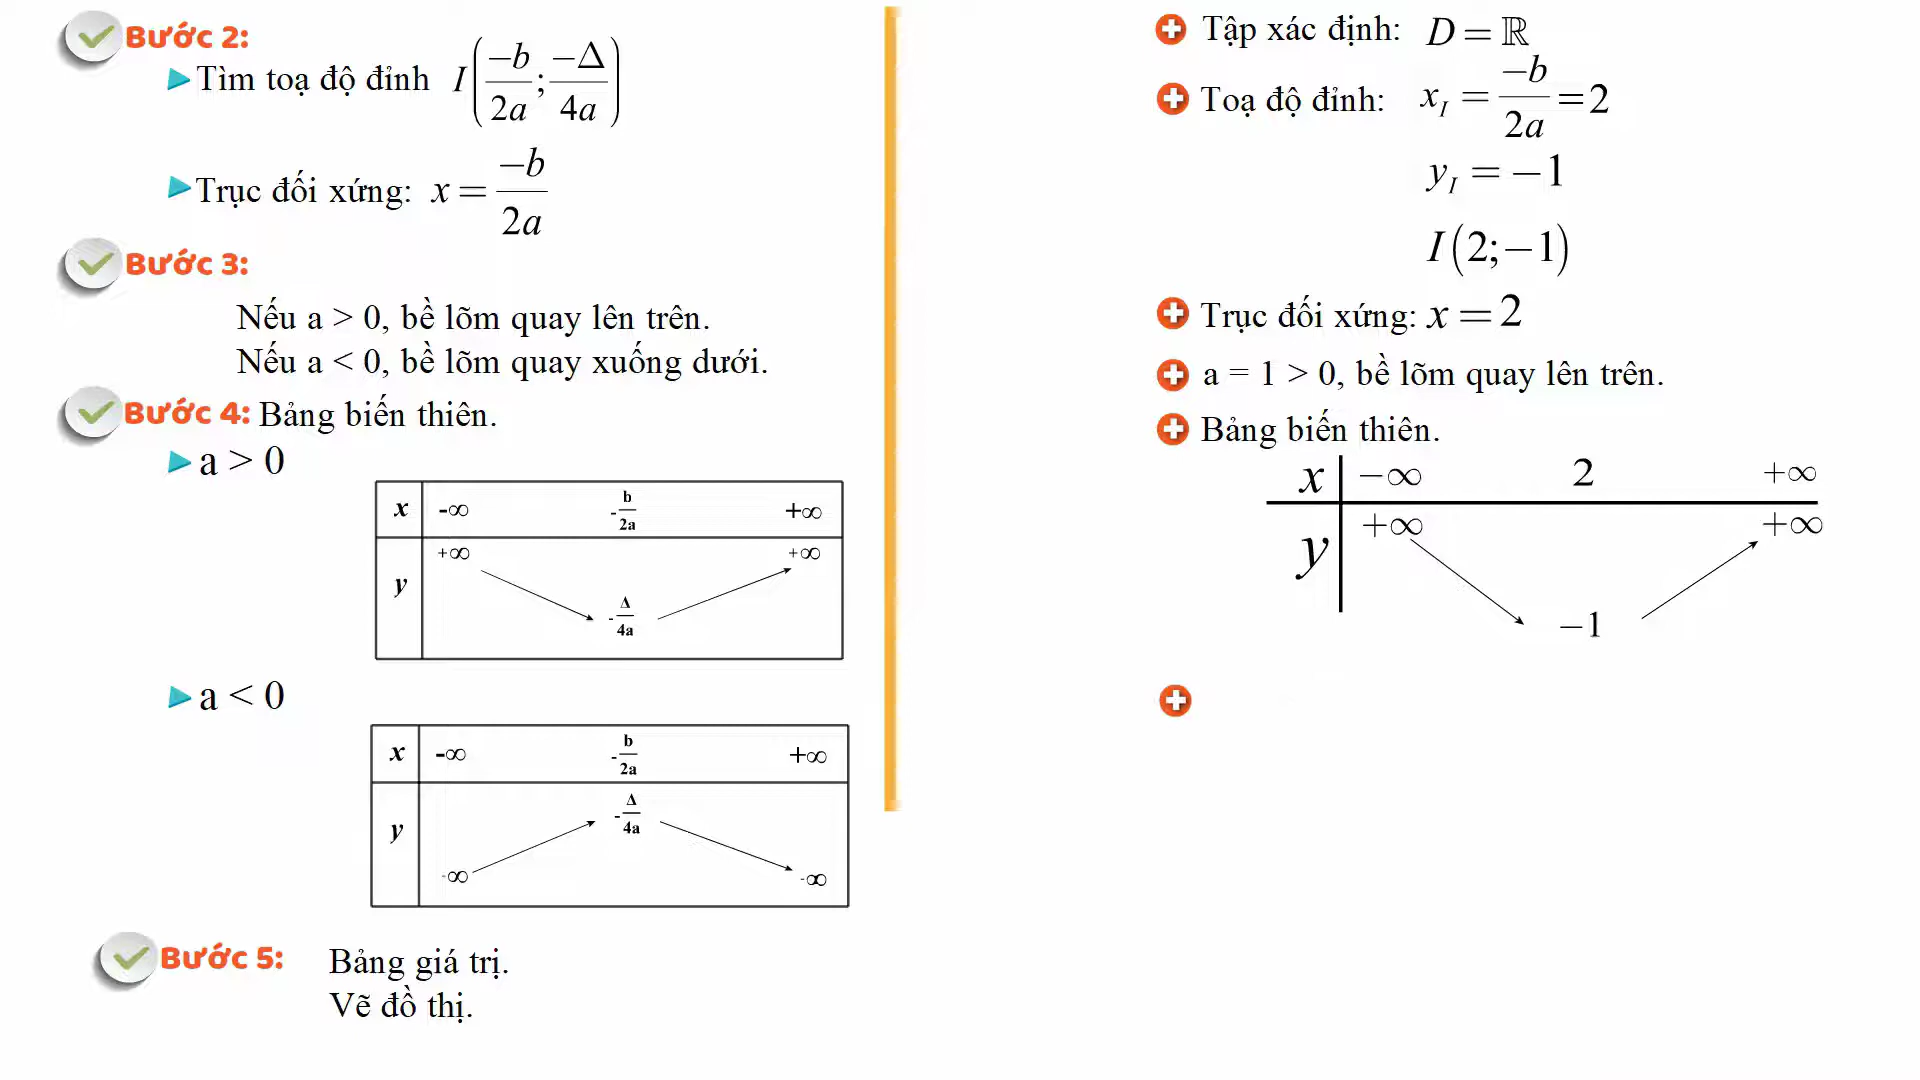 Bước 2:
Tìm toạ độ đỉnh I(-b/2a; -Δ/4a)
Trục đối xứng: x = -b/2a
Bước 3:
Nếu a > 0, bề lõm quay lên trên.
Nếu a < 0, bề lõm quay xuống dưới.
Bước 4: Bảng biến thiên.
a > 0
x -∞ -b/2a +∞
+∞ +∞
y
-Δ/4a
a < 0
x -∞ -b/2a +∞
-Δ/4a
y
-∞ -∞
Bước 5: Bảng giá trị.
Vẽ đồ thị.
Tập xác định: D = ℝ
Toạ độ đỉnh: x_I = -b/2a = 2
y_I = −1
I(2; −1)
Trục đối xứng: x = 2
a = 1 > 0, bề lõm quay lên trên.
Bảng biến thiên.
x −∞ 2 +∞
+∞ +∞
y
−1